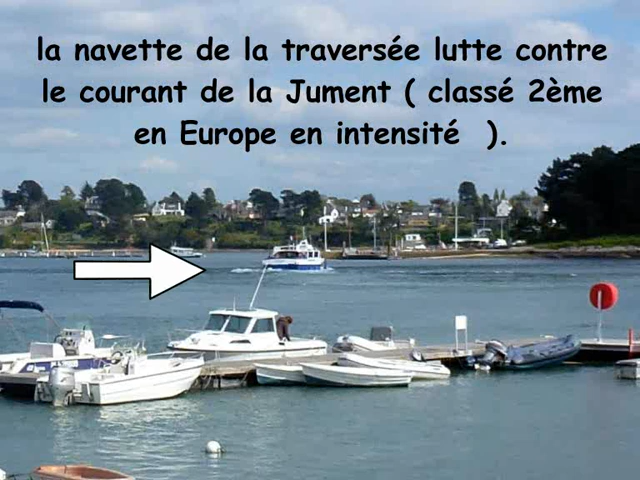 la navette de la traversée lutte contre
le courant de la Jument ( classé 2ème
en Europe en intensité ).